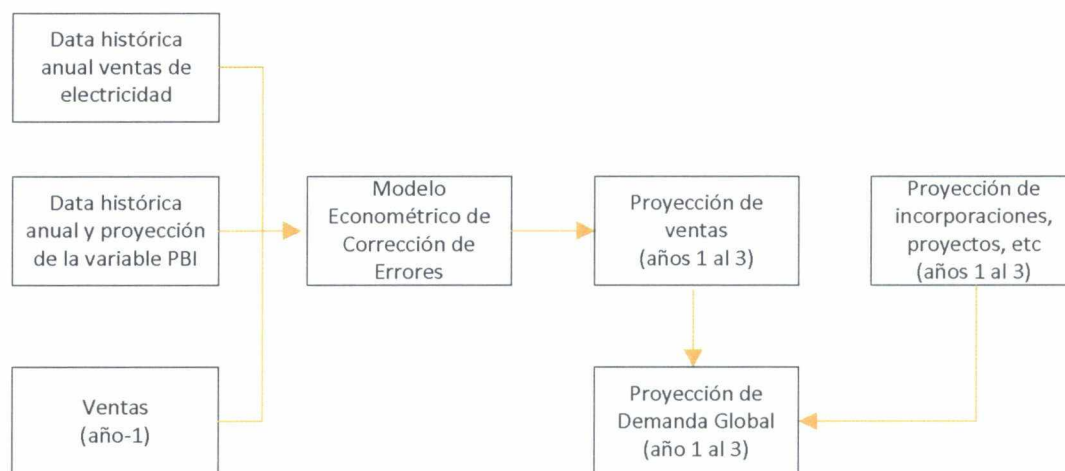 Data histórica
anual ventas de
electricidad
Data histórica
anual y proyección
de la variable PBI
Ventas
(año-1)
Modelo
Econométrico de
Corrección de
Errores
Proyección de
ventas
(años 1 al 3)
Proyección de
incorporaciones,
proyectos, etc
(años 1 al 3)
Proyección de
Demanda Global
(año 1 al 3)